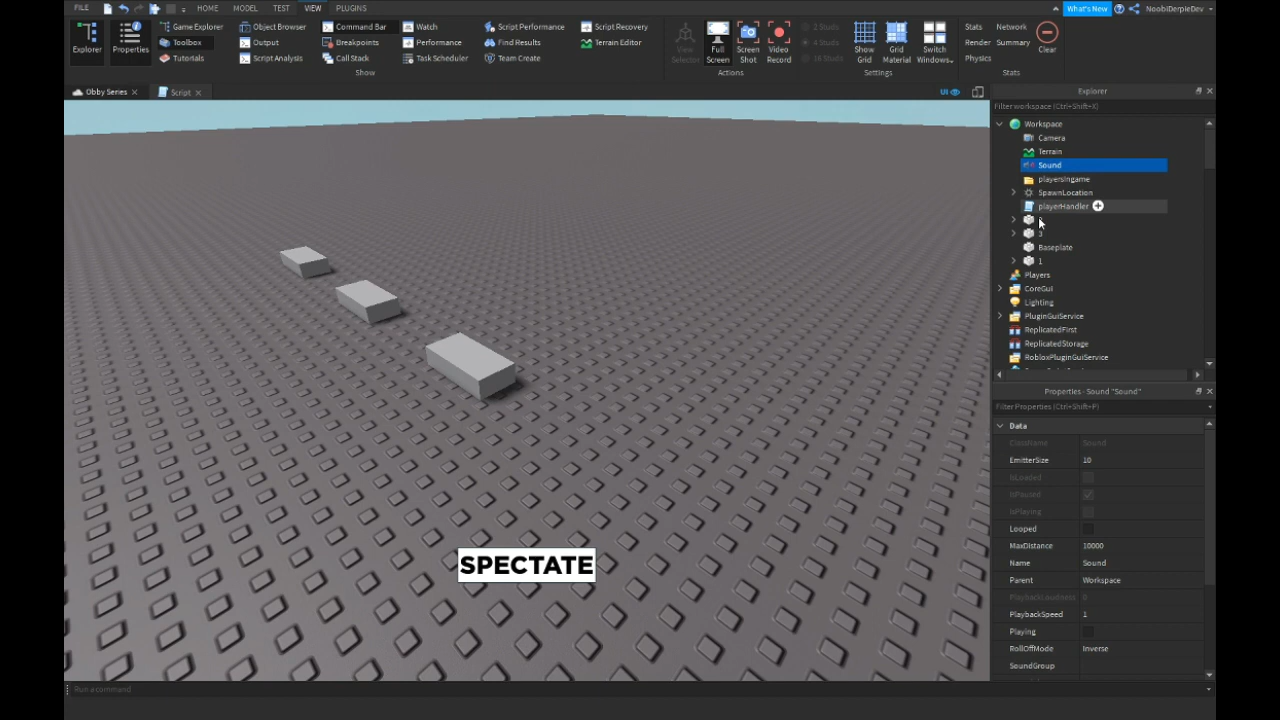 FILE HOME MODEL TEST VIEW PLUGINS What's New NoobiDerpieDev
Explorer
Properties
Game Explorer
Toolbox
Tutorials
Object Browser
Output
Script Analysis
Command Bar
Breakpoints
Call Stack
Watch
Performance
Task Scheduler
Script Performance
Find Results
Team Create
Script Recovery
Terrain Editor
Show
View
Selector
Full
Screen
Screen
Shot
Video
Record
Actions
2 Studs
4 Studs
16 Studs
Show
Grid
Grid
Material
Switch
Windows
Settings
Stats
Render
Physics
Network
Summary
Clear
Stats
Obby Series
Script
UI
SPECTATE
Explorer
Filter workspace (Ctrl+Shift+X)
Workspace
Camera
Terrain
Sound
playersIngame
SpawnLocation
playerHandler
3
Baseplate
1
Players
CoreGui
Lighting
PluginGuiService
ReplicatedFirst
ReplicatedStorage
RobloxPluginGuiService
Properties - Sound "Sound"
Filter Properties (Ctrl+Shift+P)
Data
ClassName Sound
EmitterSize 10
IsLoaded
IsPaused
IsPlaying
Looped
MaxDistance 10000
Name Sound
Parent Workspace
PlaybackLoudness 0
PlaybackSpeed 1
Playing
RollOffMode Inverse
SoundGroup
Run a command